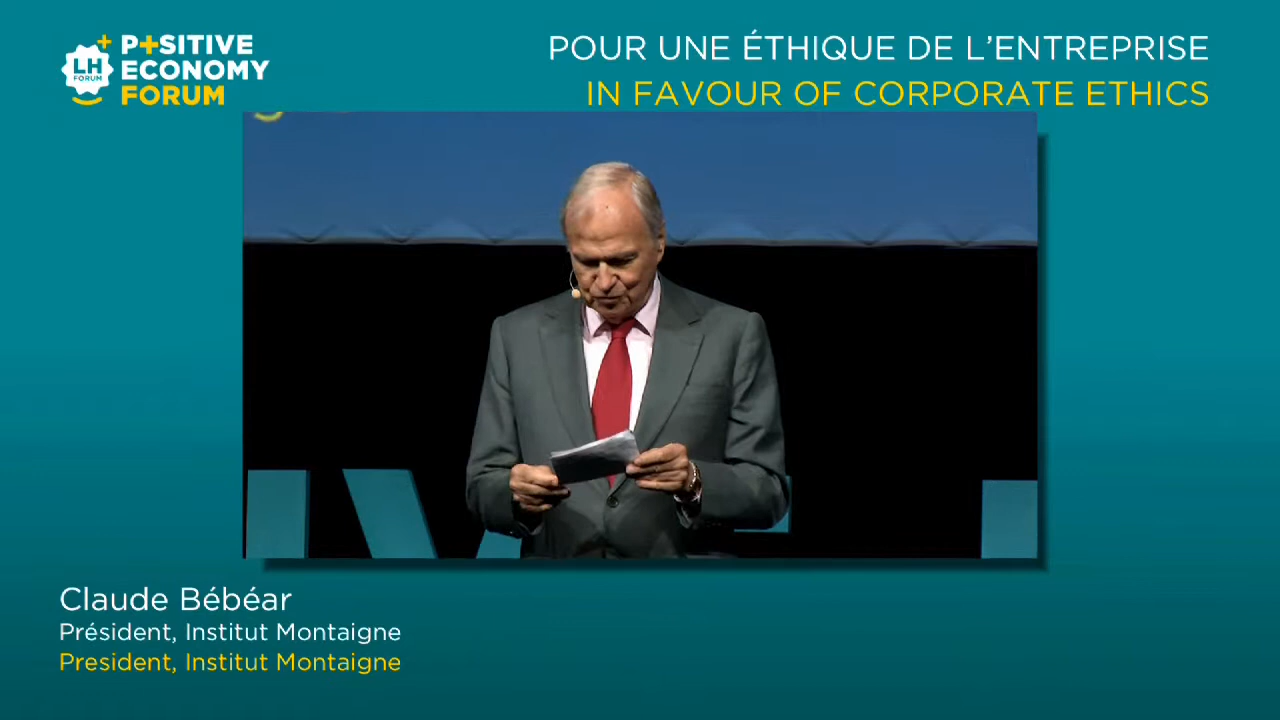 LH
FORUM
P+SITIVE
ECONOMY
FORUM
POUR UNE ÉTHIQUE DE L'ENTREPRISE
IN FAVOUR OF CORPORATE ETHICS
Claude Bébéar
Président, Institut Montaigne
President, Institut Montaigne